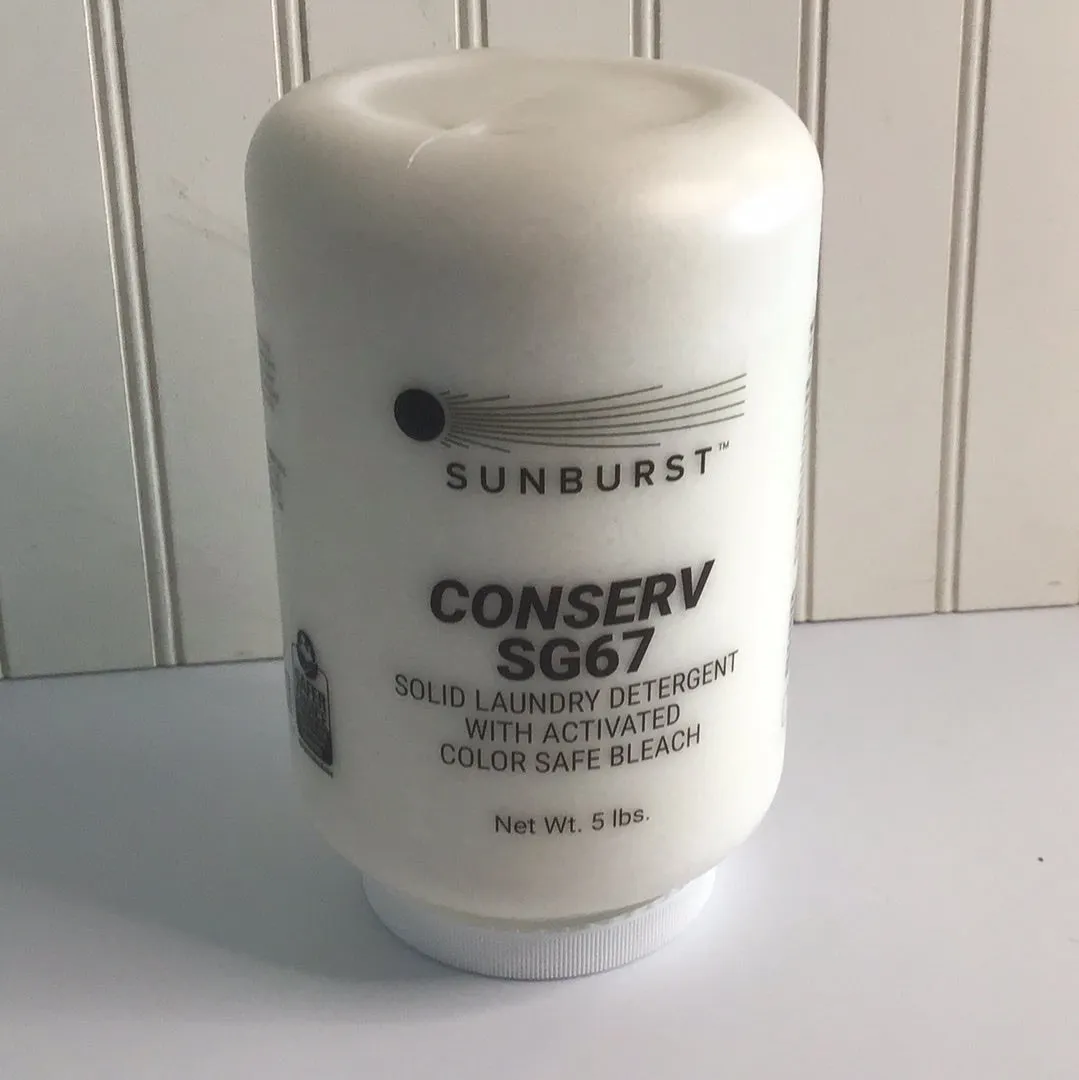 SUNBURST™
CONSERV
SG67
SOLID LAUNDRY DETERGENT
WITH ACTIVATED
COLOR SAFE BLEACH
Net Wt. 5 lbs.